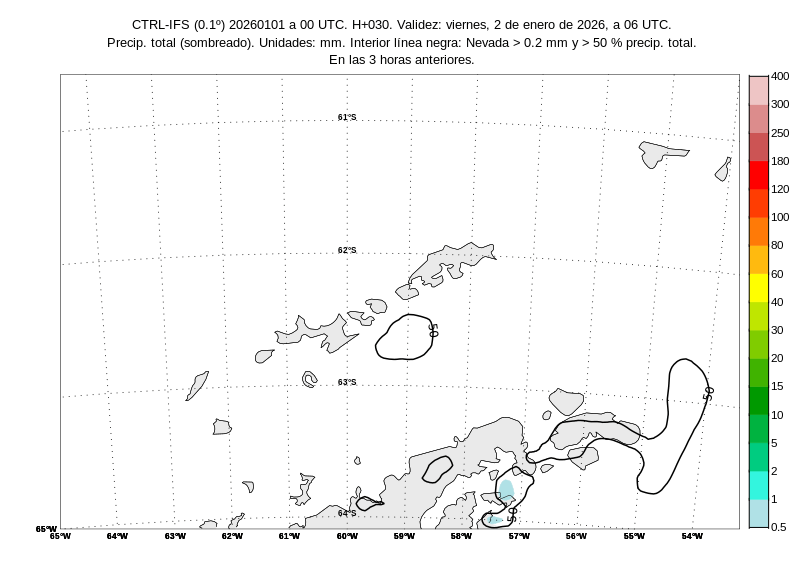 CTRL-IFS (0.1º) 20260101 a 00 UTC. H+030. Validez: viernes, 2 de enero de 2026, a 06 UTC.
Precip. total (sombreado). Unidades: mm. Interior línea negra: Nevada > 0.2 mm y > 50 % precip. total.
En las 3 horas anteriores.
400
300
250
180
120
100
80
60
40
30
20
15
10
5
2
1
0.5
61°S
62°S
63°S
64°S
50
50
50
65°W
65°W 64°W 63°W 62°W 61°W 60°W 59°W 58°W 57°W 56°W 55°W 54°W